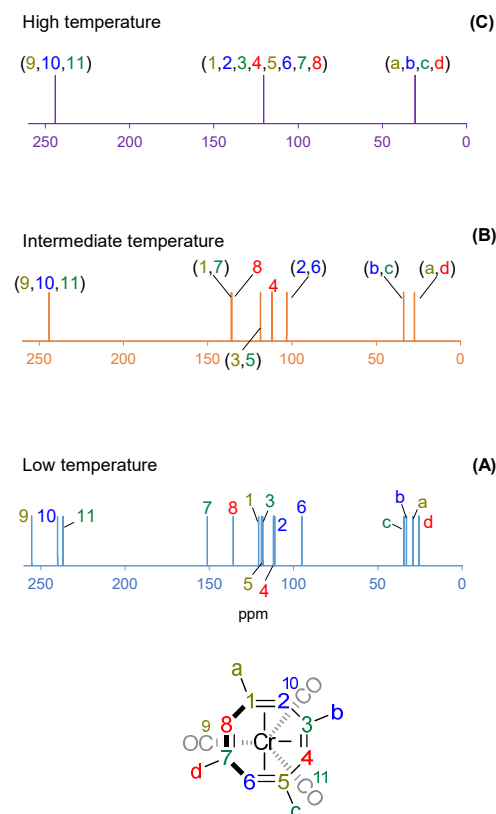 High temperature (C)
(9,10,11) (1,2,3,4,5,6,7,8) (a,b,c,d)
250 200 150 100 50 0
Intermediate temperature (B)
(9,10,11) (1,7) 8 4 (2,6) (b,c) (a,d)
(3,5)
250 200 150 100 50 0
Low temperature (A)
9 10 11 7 8 1 3 2 6 c b a d
5 4
250 200 150 100 50 0
ppm
a
10 CO
1 2
8 3 b
9
OC Cr
7 4
d 11
6 5 CO
c